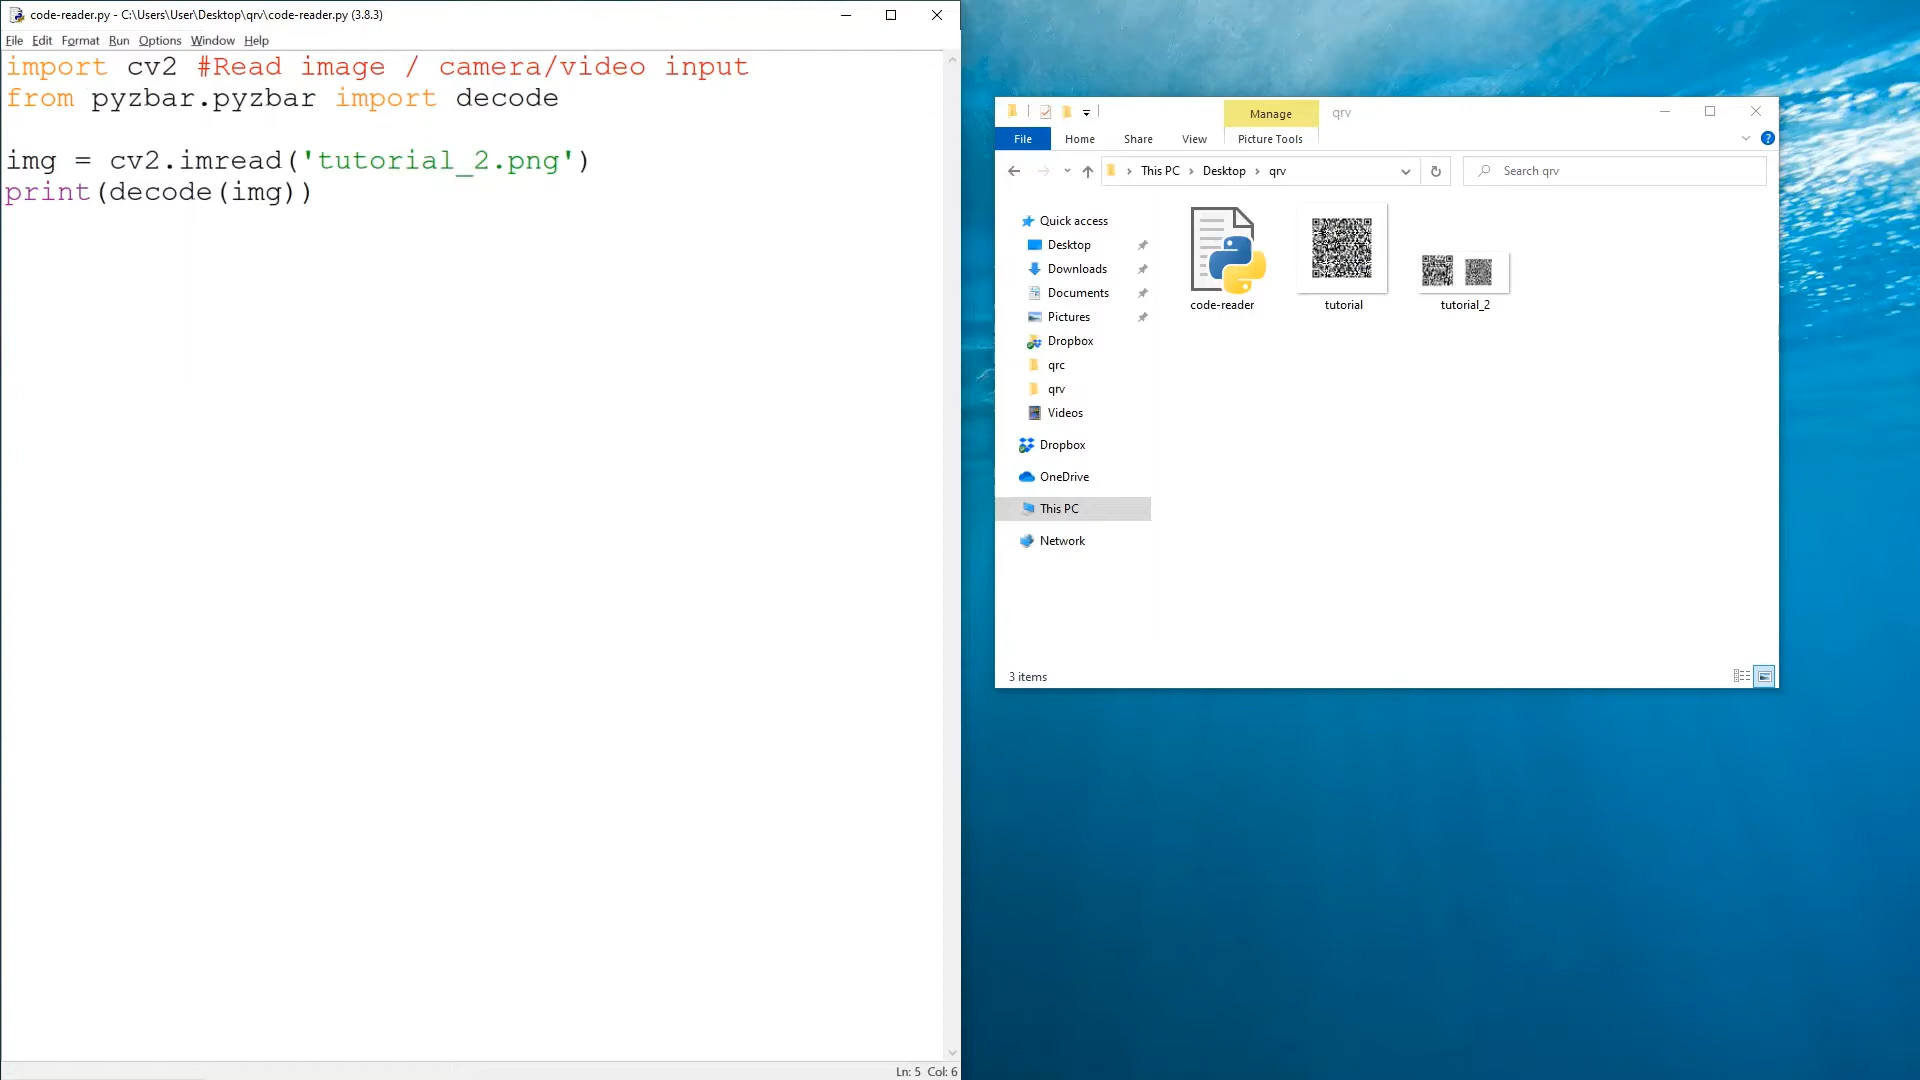 code-reader.py - C:\Users\User\Desktop\qrv\code-reader.py (3.8.3)
File Edit Format Run Options Window Help
import cv2 #Read image / camera/video input
from pyzbar.pyzbar import decode
img = cv2.imread('tutorial_2.png')
print(decode(img))
Ln: 5 Col: 6
Manage qrv
File Home Share View Picture Tools
This PC Desktop qrv Search qrv
Quick access
Desktop
Downloads
Documents
Pictures
Dropbox
qrc
qrv
Videos
Dropbox
OneDrive
This PC
Network
code-reader tutorial tutorial_2
3 items